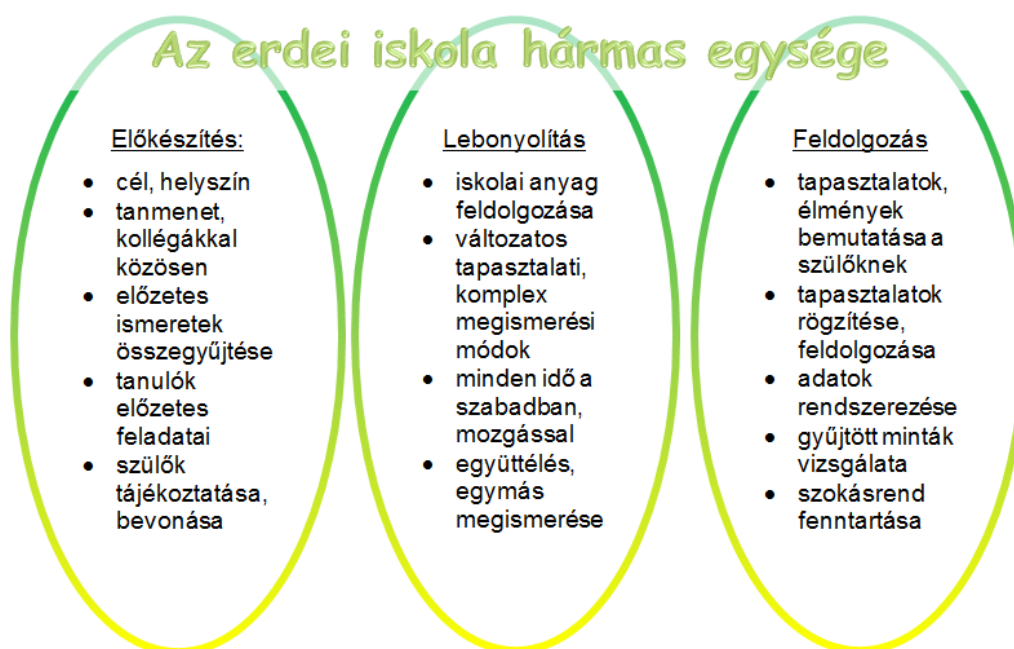 Az erdei iskola hármas egysége
Előkészítés:
• cél, helyszín
• tanmenet,
kollégákkal
közösen
• előzetes
ismeretek
összegyűjtése
• tanulók
előzetes
feladatai
• szülők
tájékoztatása,
bevonása
Lebonyolítás
• iskolai anyag
feldolgozása
• változatos
tapasztalati,
komplex
megismerési
módok
• minden idő a
szabadban,
mozgással
• együttélés,
egymás
megismerése
Feldolgozás
• tapasztalatok,
élmények
bemutatása a
szülőknek
• tapasztalatok
rögzítése,
feldolgozása
• adatok
rendszerezése
• gyűjtött minták
vizsgálata
• szokásrend
fenntartása